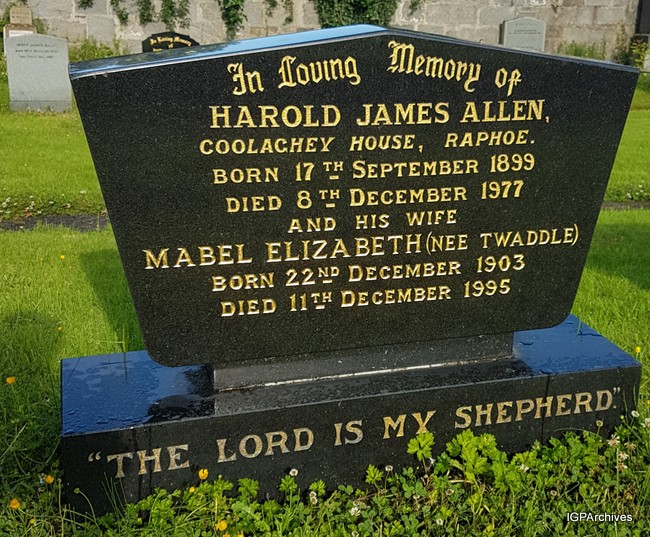 In Loving Memory of
HAROLD JAMES ALLEN,
COOLAGHEY HOUSE, RAPHOE.
BORN 17TH SEPTEMBER 1899
DIED 8TH DECEMBER 1977
AND HIS WIFE
MABEL ELIZABETH (NEE TWADDLE)
BORN 22ND DECEMBER 1903
DIED 11TH DECEMBER 1995
"THE LORD IS MY SHEPHERD"
IGPArchives